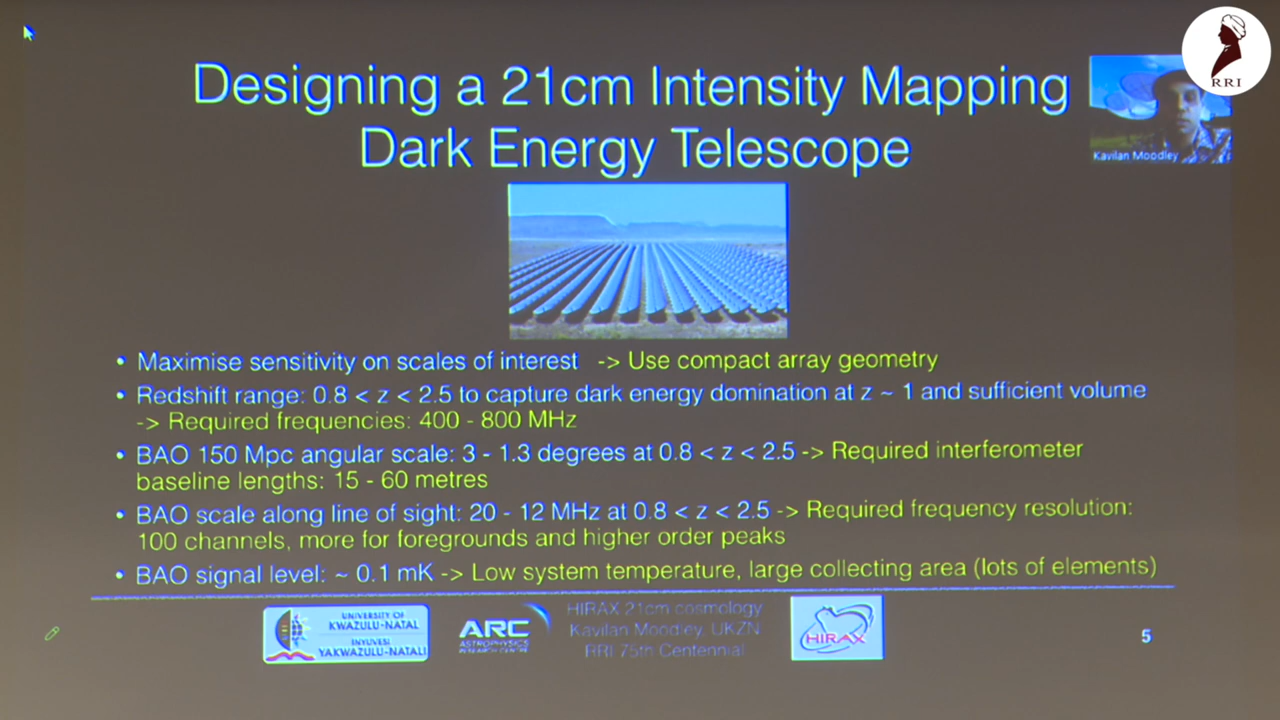 RRI
Designing a 21cm Intensity Mapping
Dark Energy Telescope
Kavilan Moodley
• Maximise sensitivity on scales of interest -> Use compact array geometry
• Redshift range: 0.8 < z < 2.5 to capture dark energy domination at z ~ 1 and sufficient volume
-> Required frequencies: 400 - 800 MHz
• BAO 150 Mpc angular scale: 3 - 1.3 degrees at 0.8 < z < 2.5 -> Required interferometer
baseline lengths: 15 - 60 metres
• BAO scale along line of sight: 20 - 12 MHz at 0.8 < z < 2.5 -> Required frequency resolution:
100 channels, more for foregrounds and higher order peaks
• BAO signal level: ~ 0.1 mK -> Low system temperature, large collecting area (lots of elements)
UNIVERSITY OF
KWAZULU-NATAL
INYUVESI
YAKWAZULU-NATALI
ARC
ASTROPHYSICS
RESEARCH CENTRE
HIRAX 21cm cosmology
Kavilan Moodley, UKZN
RRI 75th Centennial
HIRAX
5